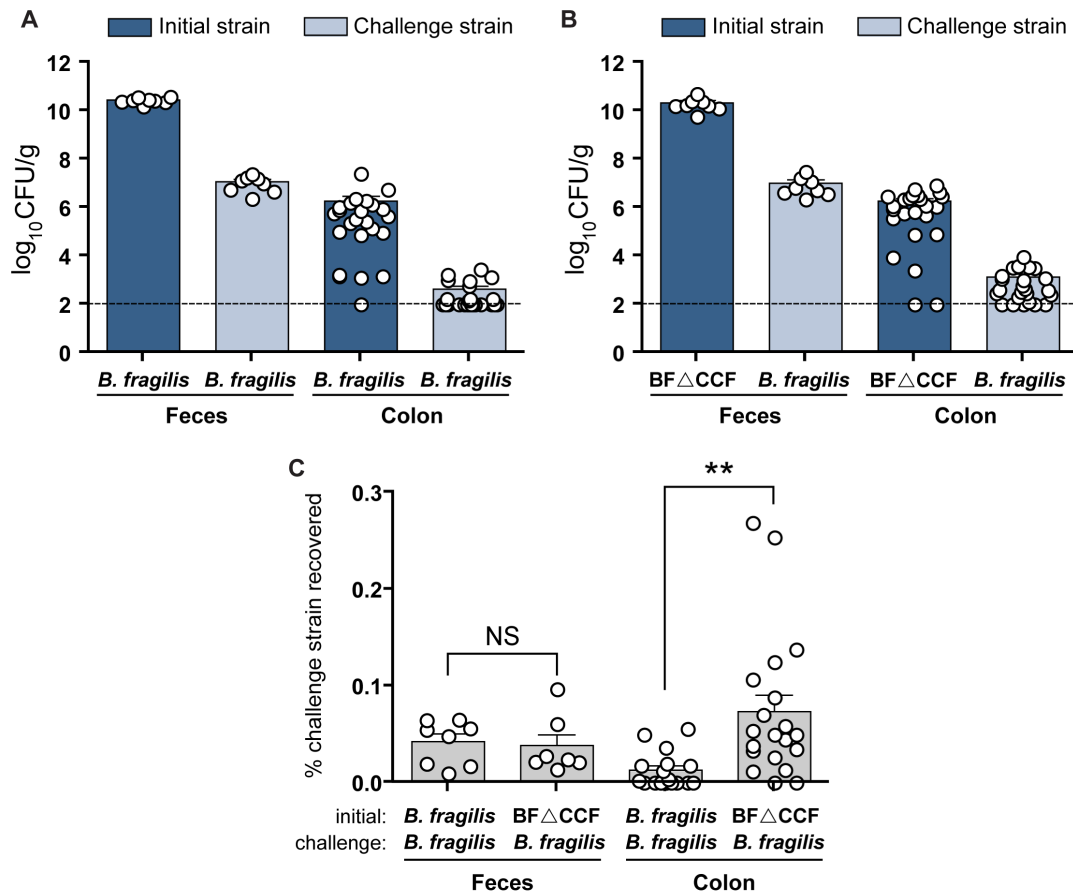 A
Initial strain
Challenge strain
log10CFU/g
12
10
8
6
4
2
0
B. fragilis B. fragilis B. fragilis B. fragilis
Feces Colon
B
Initial strain
Challenge strain
log10CFU/g
12
10
8
6
4
2
0
BF△CCF B. fragilis BF△CCF B. fragilis
Feces Colon
C
% challenge strain recovered
0.3
0.2
0.1
0.0
NS
**
initial: B. fragilis BF△CCF B. fragilis BF△CCF
challenge: B. fragilis B. fragilis B. fragilis B. fragilis
Feces Colon